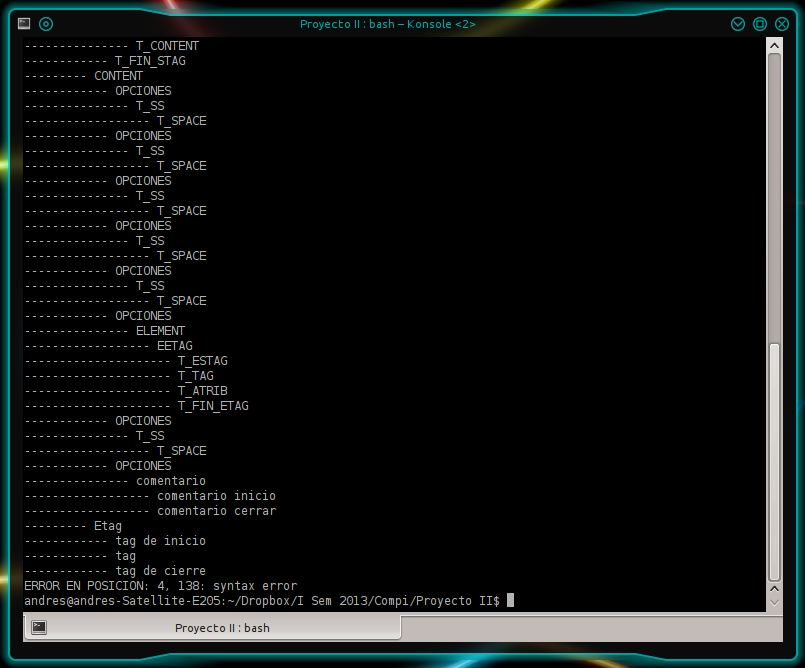 Proyecto II : bash – Konsole <2>
--------------- T_CONTENT
------------ T_FIN_STAG
--------- CONTENT
------------ OPCIONES
--------------- T_SS
------------------ T_SPACE
------------ OPCIONES
--------------- T_SS
------------------ T_SPACE
------------ OPCIONES
--------------- T_SS
------------------ T_SPACE
------------ OPCIONES
--------------- T_SS
------------------ T_SPACE
------------ OPCIONES
--------------- T_SS
------------------ T_SPACE
------------ OPCIONES
--------------- ELEMENT
------------------ EETAG
--------------------- T_ESTAG
--------------------- T_TAG
--------------------- T_ATRIB
--------------------- T_FIN_ETAG
------------ OPCIONES
--------------- T_SS
------------------ T_SPACE
------------ OPCIONES
--------------- comentario
------------------ comentario inicio
------------------ comentario cerrar
--------- Etag
------------ tag de inicio
------------ tag
------------ tag de cierre
ERROR EN POSICION: 4, 138: syntax error
andres@andres-Satellite-E205:~/Dropbox/I Sem 2013/Compi/Proyecto II$
Proyecto II : bash